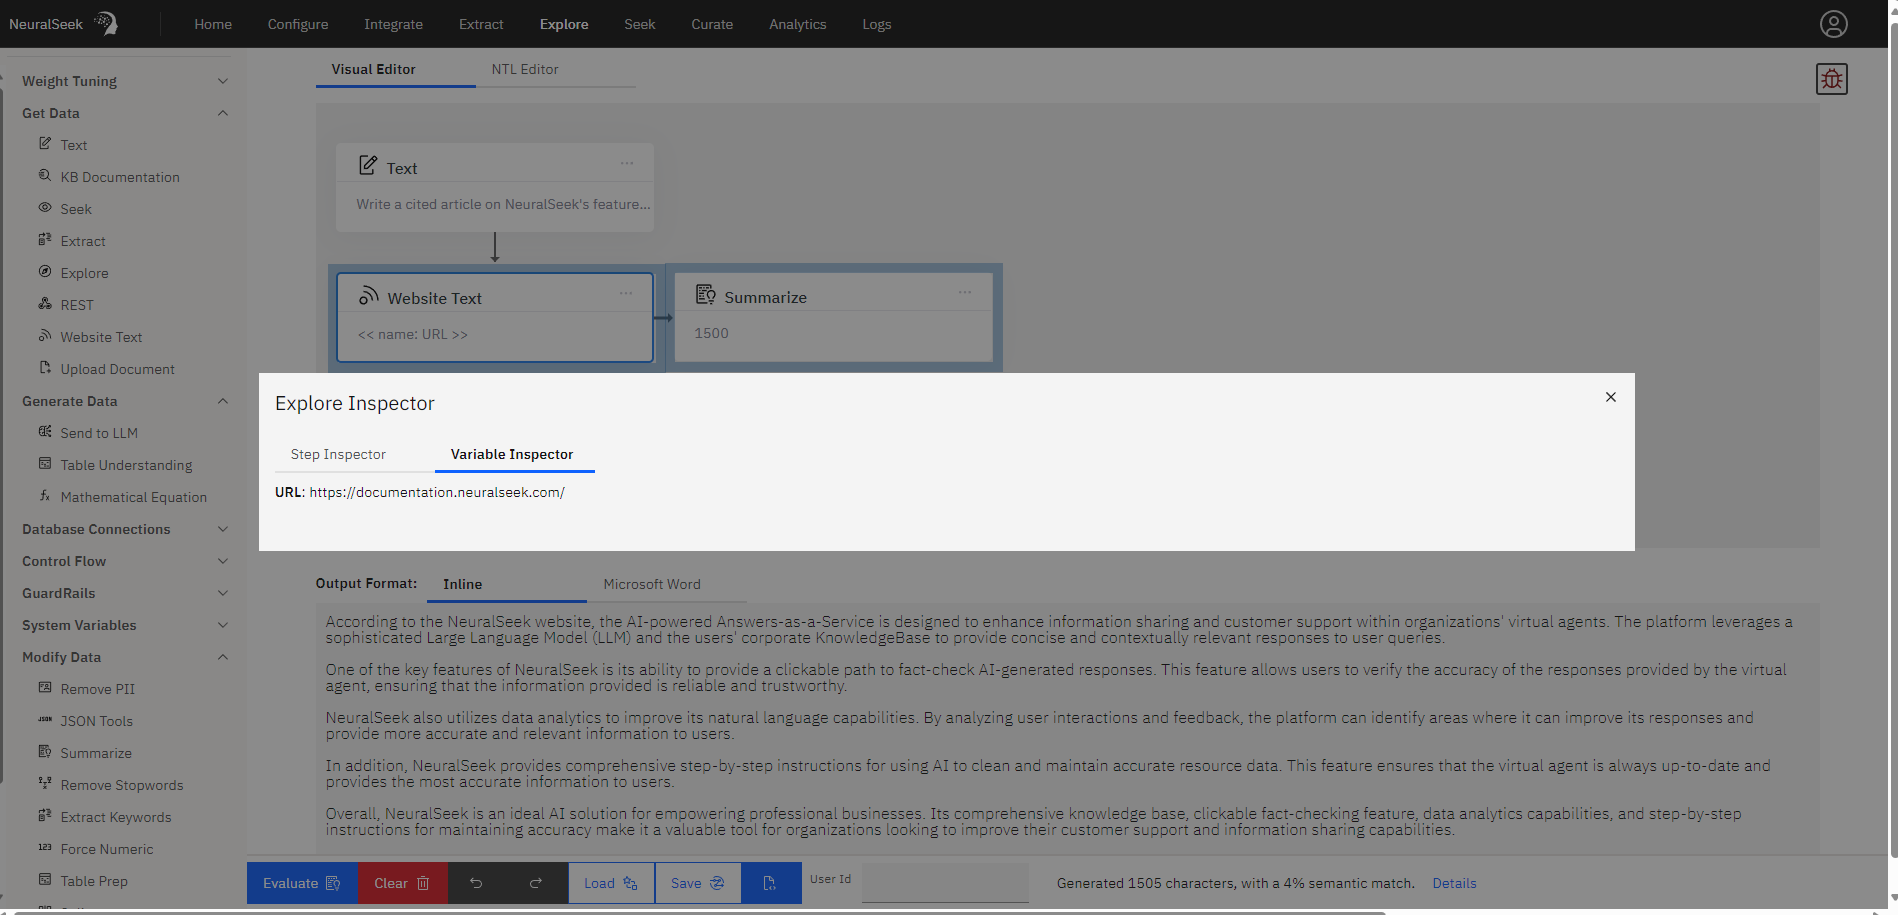 NeuralSeek
Home
Configure
Integrate
Extract
Explore
Seek
Curate
Analytics
Logs
Weight Tuning
Get Data
Text
KB Documentation
Seek
Extract
Explore
REST
Website Text
Upload Document
Generate Data
Send to LLM
Table Understanding
Mathematical Equation
Database Connections
Control Flow
GuardRails
System Variables
Modify Data
Remove PII
JSON Tools
Summarize
Remove Stopwords
Extract Keywords
Force Numeric
Table Prep
Visual Editor
NTL Editor
Text
Write a cited article on NeuralSeek's feature...
Website Text
<< name: URL >>
Summarize
1500
Explore Inspector
Step Inspector
Variable Inspector
URL: https://documentation.neuralseek.com/
Output Format:
Inline
Microsoft Word
According to the NeuralSeek website, the AI-powered Answers-as-a-Service is designed to enhance information sharing and customer support within organizations' virtual agents. The platform leverages a
sophisticated Large Language Model (LLM) and the users' corporate KnowledgeBase to provide concise and contextually relevant responses to user queries.
One of the key features of NeuralSeek is its ability to provide a clickable path to fact-check AI-generated responses. This feature allows users to verify the accuracy of the responses provided by the virtual
agent, ensuring that the information provided is reliable and trustworthy.
NeuralSeek also utilizes data analytics to improve its natural language capabilities. By analyzing user interactions and feedback, the platform can identify areas where it can improve its responses and
provide more accurate and relevant information to users.
In addition, NeuralSeek provides comprehensive step-by-step instructions for using AI to clean and maintain accurate resource data. This feature ensures that the virtual agent is always up-to-date and
provides the most accurate information to users.
Overall, NeuralSeek is an ideal AI solution for empowering professional businesses. Its comprehensive knowledge base, clickable fact-checking feature, data analytics capabilities, and step-by-step
instructions for maintaining accuracy make it a valuable tool for organizations looking to improve their customer support and information sharing capabilities.
Evaluate
Clear
Load
Save
User Id
Generated 1505 characters, with a 4% semantic match.
Details